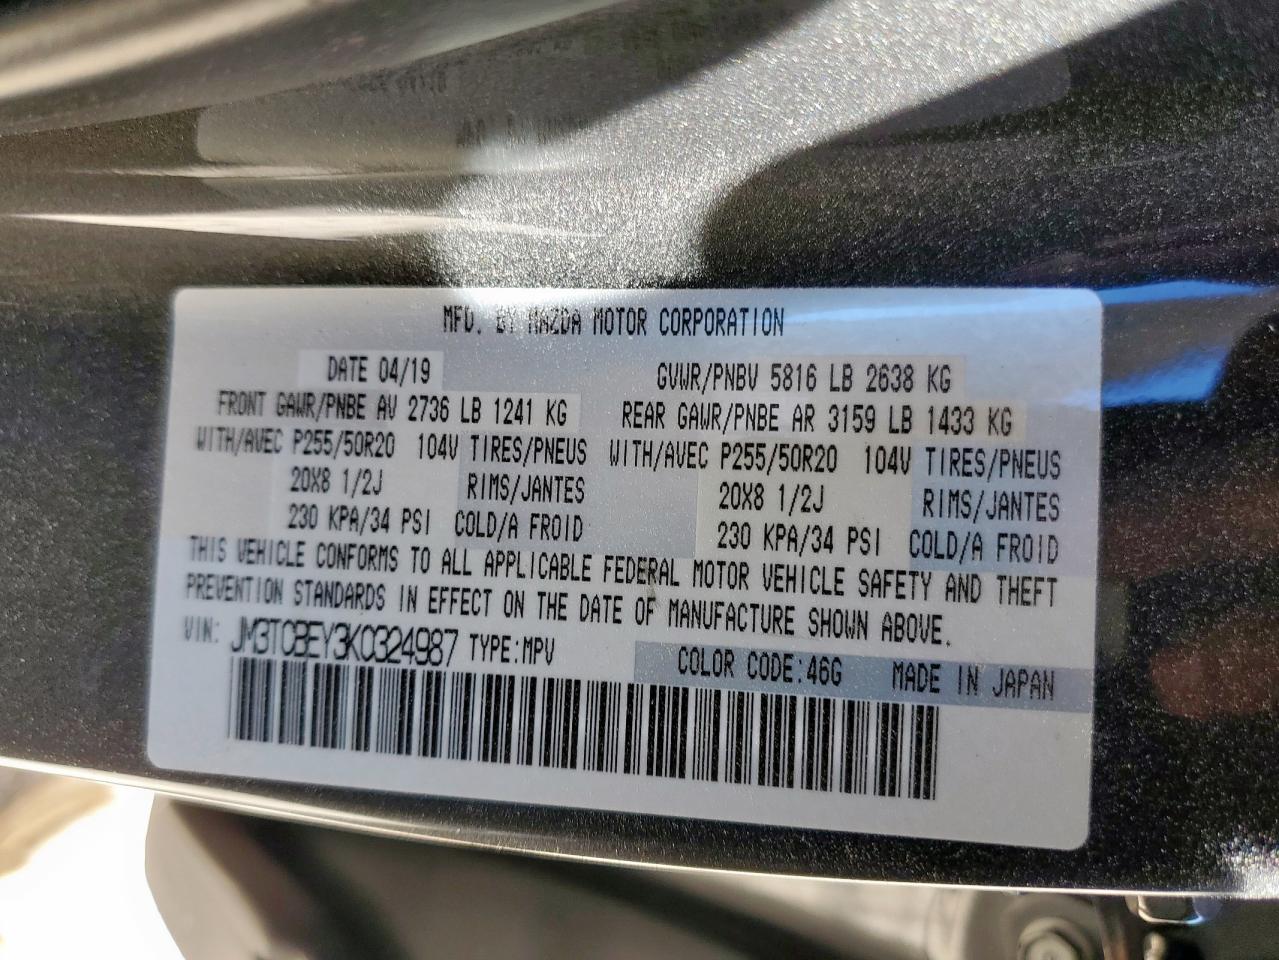 MFD. BY MAZDA MOTOR CORPORATION
DATE 04/19 GVWR/PNBV 5816 LB 2638 KG
FRONT GAWR/PNBE AV 2736 LB 1241 KG REAR GAWR/PNBE AR 3159 LB 1433 KG
WITH/AVEC P255/50R20 104V TIRES/PNEUS WITH/AVEC P255/50R20 104V TIRES/PNEUS
20X8 1/2J RIMS/JANTES 20X8 1/2J RIMS/JANTES
230 KPA/34 PSI COLD/A FROID 230 KPA/34 PSI COLD/A FROID
THIS VEHICLE CONFORMS TO ALL APPLICABLE FEDERAL MOTOR VEHICLE SAFETY AND THEFT
PREVENTION STANDARDS IN EFFECT ON THE DATE OF MANUFACTURE SHOWN ABOVE.
VIN: JM3TCBEY3K0324987 TYPE:MPV COLOR CODE:46G MADE IN JAPAN